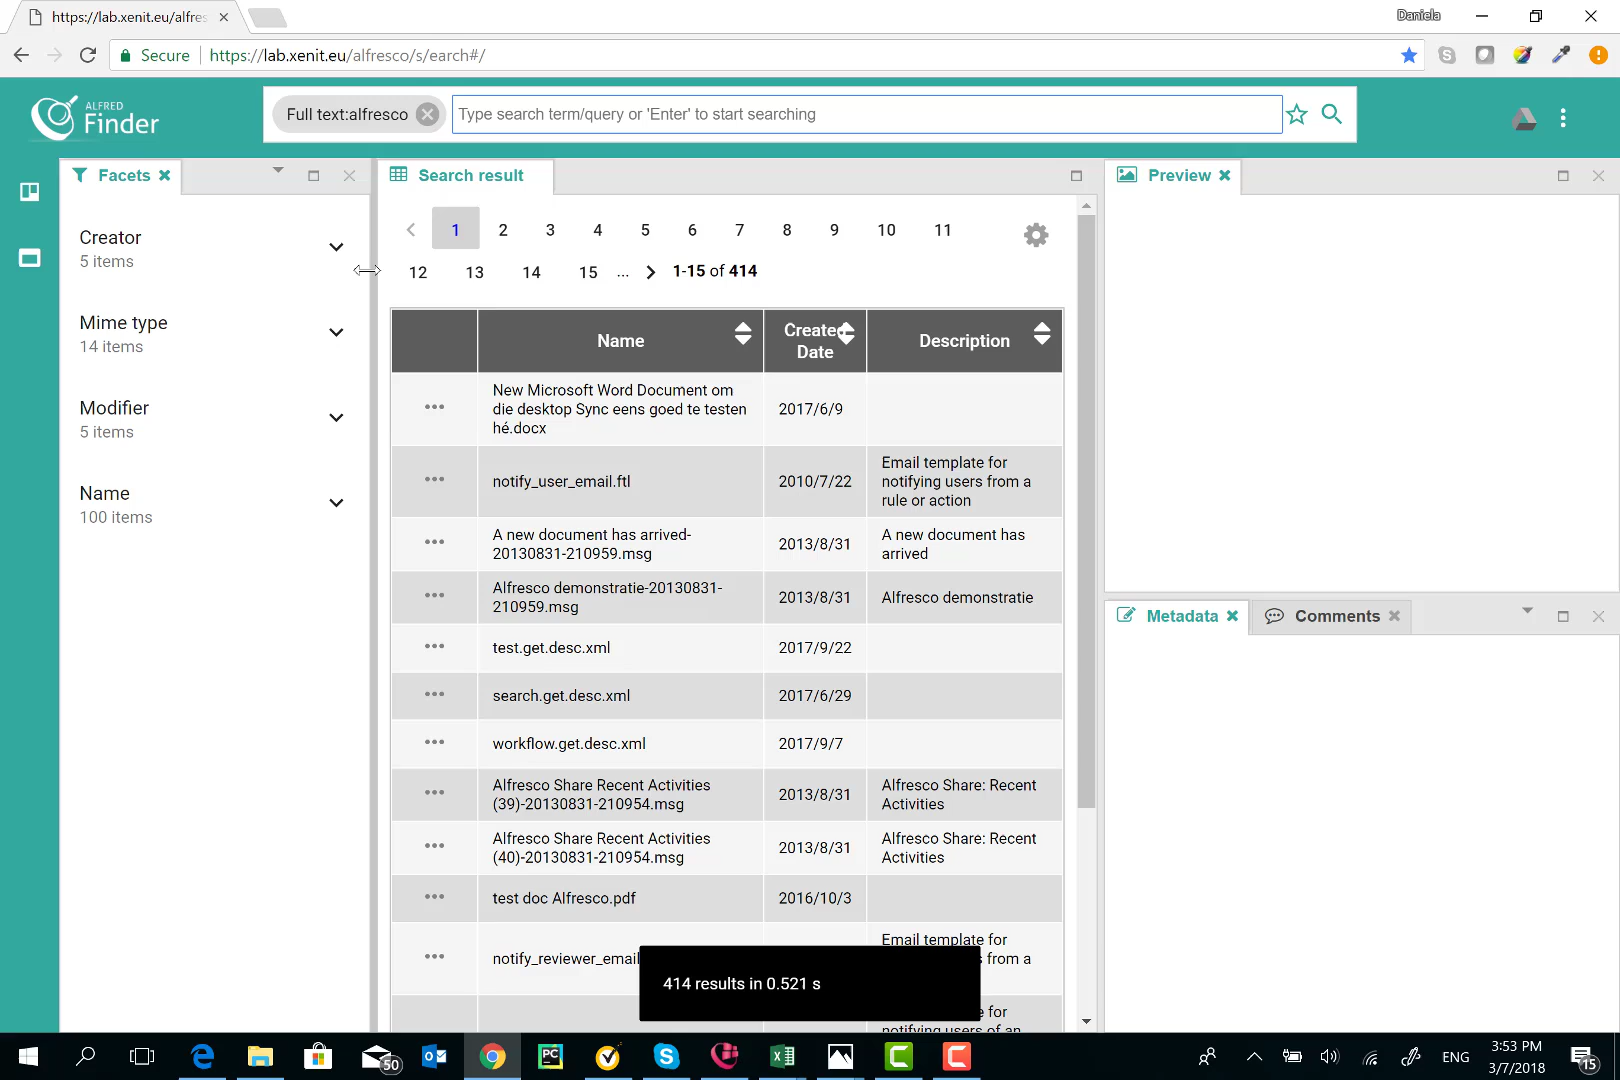 https://lab.xenit.eu/alfres
Daniela
Secure
https://lab.xenit.eu/alfresco/s/earch#/
ALFRED
Finder
Full text:alfresco
Type search term/query or 'Enter' to start searching
Facets
Creator
5 items
Mime type
14 items
Modifier
5 items
Name
100 items
Search result
1 2 3 4 5 6 7 8 9 10 11
12 13 14 15 ... 1-15 of 414
Name
Created
Date
Description
New Microsoft Word Document om
die desktop Sync eens goed te testen
hé.docx
2017/6/9
notify_user_email.ftl
2010/7/22
Email template for
notifying users from a
rule or action
A new document has arrived-
20130831-210959.msg
2013/8/31
A new document has
arrived
Alfresco demonstratie-20130831-
210959.msg
2013/8/31
Alfresco demonstratie
test.get.desc.xml
2017/9/22
search.get.desc.xml
2017/6/29
workflow.get.desc.xml
2017/9/7
Alfresco Share Recent Activities
(39)-20130831-210954.msg
2013/8/31
Alfresco Share: Recent
Activities
Alfresco Share Recent Activities
(40)-20130831-210954.msg
2013/8/31
Alfresco Share: Recent
Activities
test doc Alfresco.pdf
2016/10/3
notify_reviewer_email
Email template for
from a
for
notifying users of an
414 results in 0.521 s
Preview
Metadata
Comments
50
PC
ENG
3:53 PM
3/7/2018
15